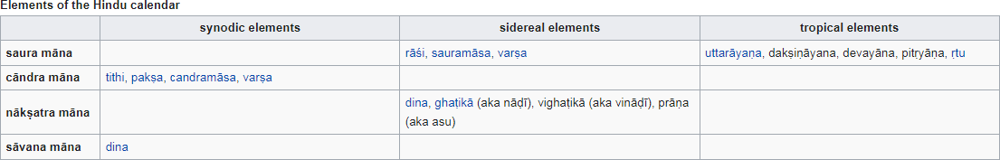 Elements of the Hindu calendar
synodic elements sidereal elements tropical elements
saura māna rāśi, sauramāsa, varṣa uttarāyaṇa, dakṣiṇāyana, devayāna, pitṛyāṇa, ṛtu
cāndra māna tithi, pakṣa, candramāsa, varṣa
nākṣatra māna dina, ghaṭikā (aka nāḍī), vighaṭikā (aka vināḍī), prāṇa
(aka asu)
sāvana māna dina